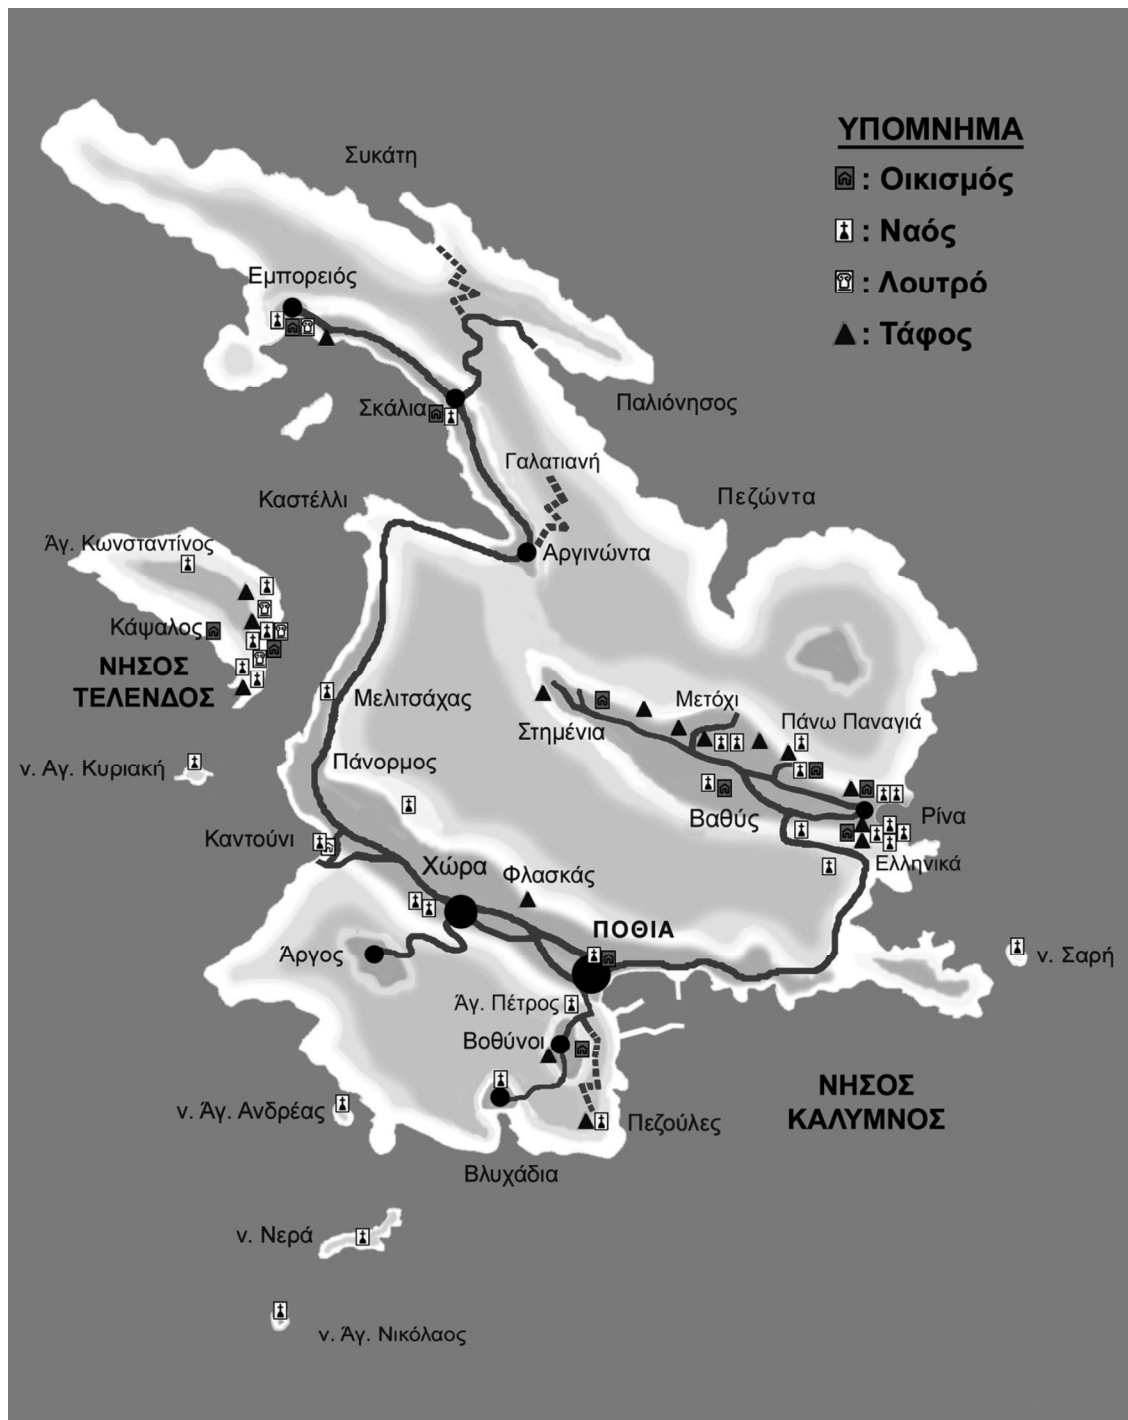 ΥΠΟΜΝΗΜΑ
: Οικισμός
: Ναός
: Λουτρό
: Τάφος
Συκάτη
Εμπορειός
Σκάλια
Παλιόνησος
Γαλατιανή
Πεζώντα
Καστέλλι
Άγ. Κωνσταντίνος
Αργινώντα
Κάψαλος
ΝΗΣΟΣ
ΤΕΛΕΝΔΟΣ
Μελιτσάχας
Στημένια
Μετόχι
Πάνω Παναγιά
ν. Αγ. Κυριακή
Πάνορμος
Βαθύς
Ρίνα
Καντούνι
Ελληνικά
Χώρα
Φλασκάς
ΠΟΘΙΑ
Άργος
ν. Σαρή
Άγ. Πέτρος
Βοθύνοι
ΝΗΣΟΣ
ΚΑΛΥΜΝΟΣ
ν. Άγ. Ανδρέας
Πεζούλες
Βλυχάδια
ν. Νερά
ν. Άγ. Νικόλαος